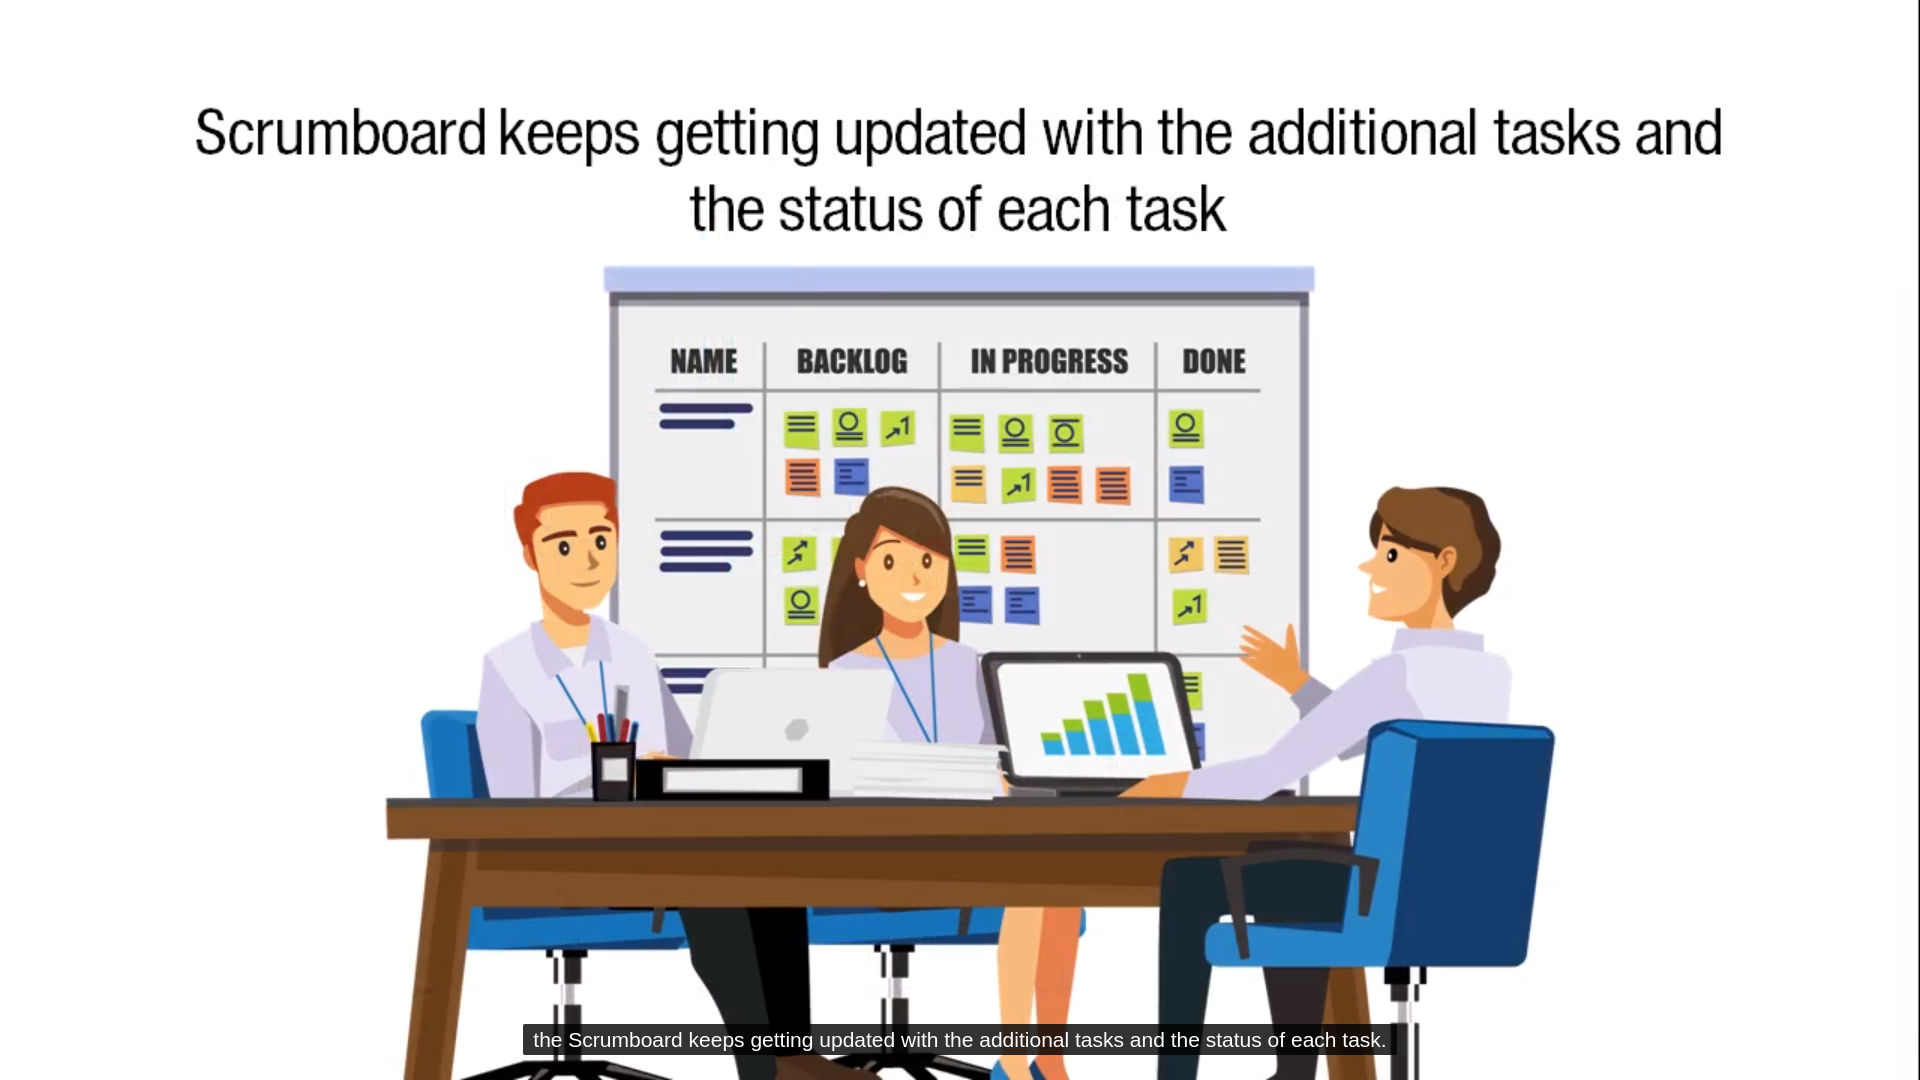 Scrumboard keeps getting updated with the additional tasks and
the status of each task
NAME BACKLOG IN PROGRESS DONE
the Scrumboard keeps getting updated with the additional tasks and the status of each task.